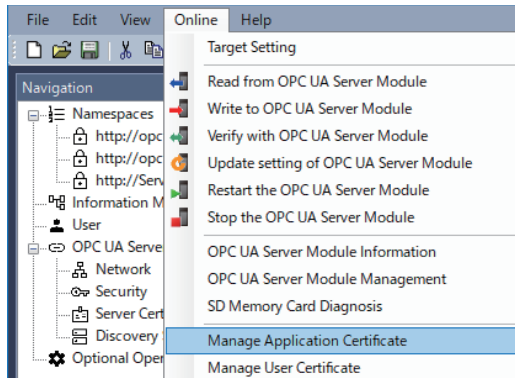 File Edit View Online Help
Target Setting
Navigation
Read from OPC UA Server Module
Namespaces
Write to OPC UA Server Module
http://opc
Verify with OPC UA Server Module
http://opc
Update setting of OPC UA Server Module
http://Serv
Restart the OPC UA Server Module
Information M
Stop the OPC UA Server Module
User
OPC UA Serve
OPC UA Server Module Information
Network
OPC UA Server Module Management
Security
SD Memory Card Diagnosis
Server Cert
Discovery
Manage Application Certificate
Optional Oper
Manage User Certificate